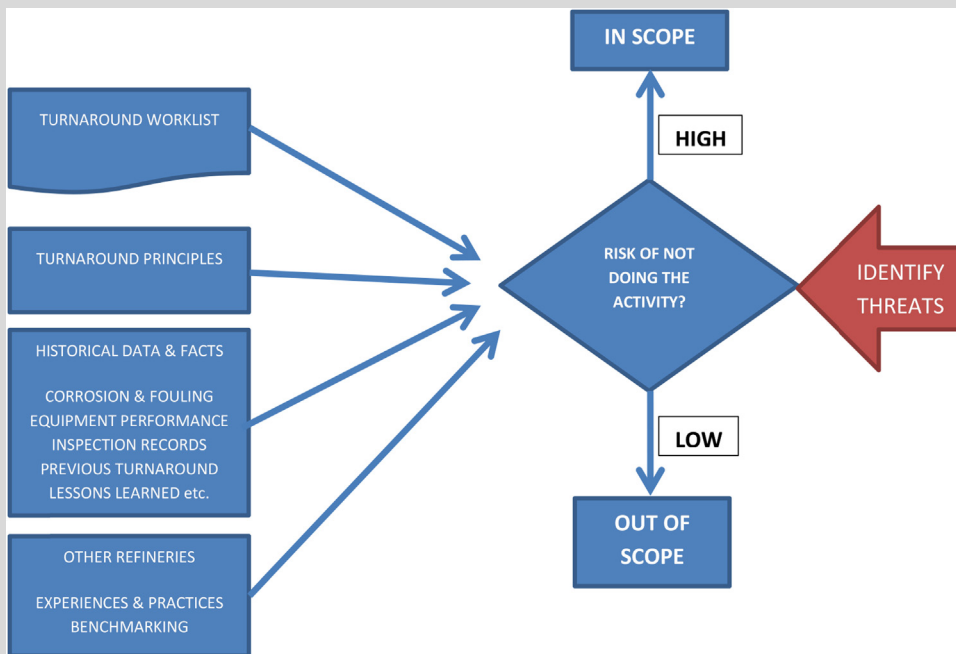 IN SCOPE
TURNAROUND WORKLIST
HIGH
TURNAROUND PRINCIPLES
RISK OF NOT
DOING THE
ACTIVITY?
IDENTIFY
THREATS
HISTORICAL DATA & FACTS
CORROSION & FOULING
EQUIPMENT PERFORMANCE
INSPECTION RECORDS
PREVIOUS TURNAROUND
LESSONS LEARNED etc.
LOW
OUT OF
SCOPE
OTHER REFINERIES
EXPERIENCES & PRACTICES
BENCHMARKING